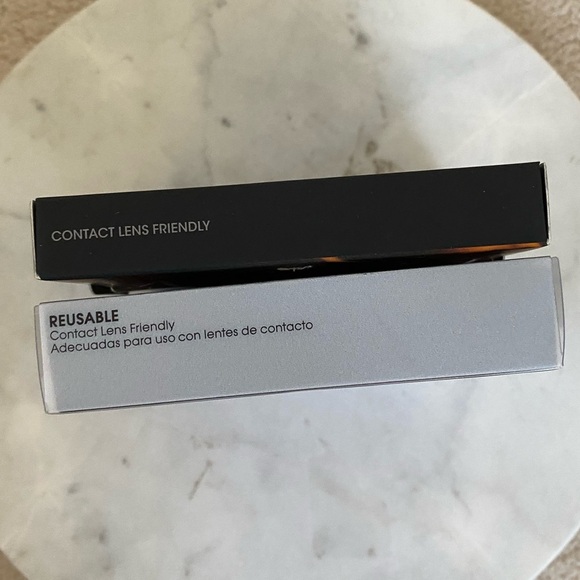 CONTACT LENS FRIENDLY
REUSABLE
Contact Lens Friendly
Adecuadas para uso con lentes de contacto